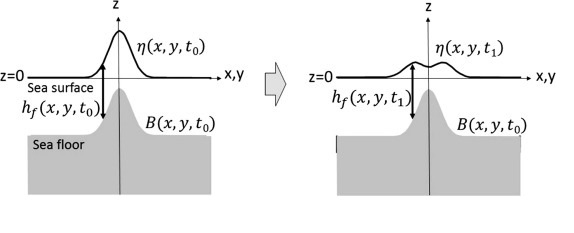 z
η(x, y, t₀)
z=0
x,y
Sea surface
h_f(x, y, t₀)
B(x, y, t₀)
Sea floor
z
η(x, y, t₁)
z=0
x,y
h_f(x, y, t₁)
B(x, y, t₀)